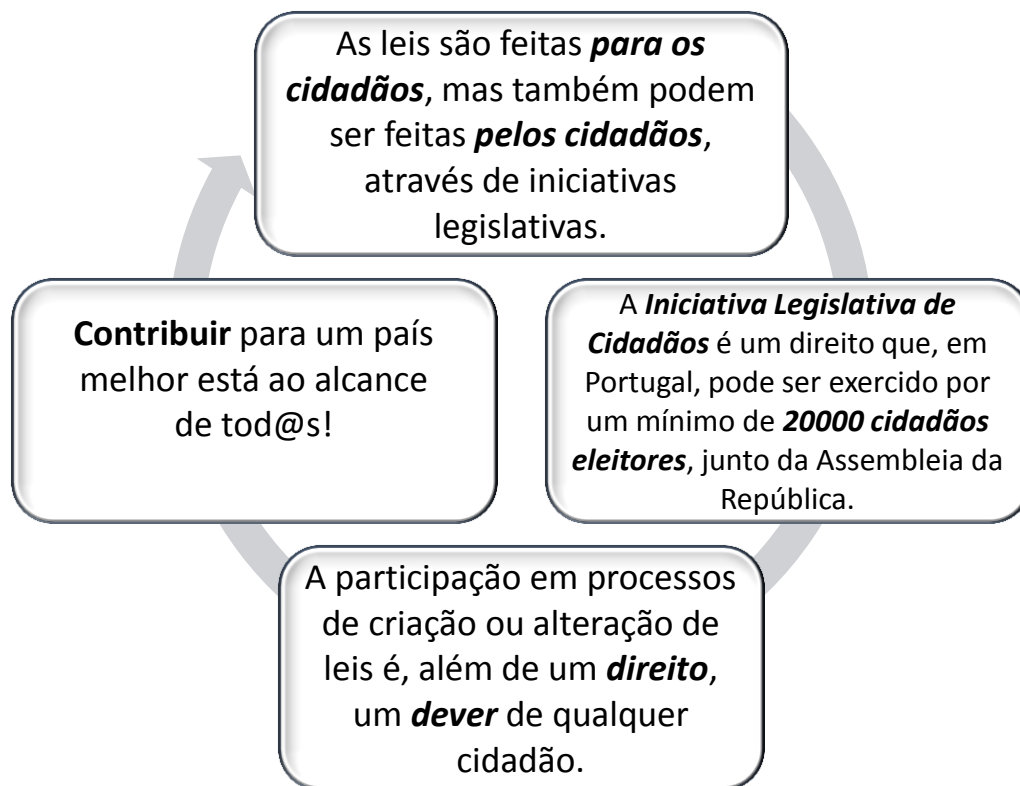 As leis são feitas para os
cidadãos, mas também podem
ser feitas pelos cidadãos,
através de iniciativas
legislativas.
A Iniciativa Legislativa de
Cidadãos é um direito que, em
Portugal, pode ser exercido por
um mínimo de 20000 cidadãos
eleitores, junto da Assembleia da
República.
A participação em processos
de criação ou alteração de
leis é, além de um direito,
um dever de qualquer
cidadão.
Contribuir para um país
melhor está ao alcance
de tod@s!